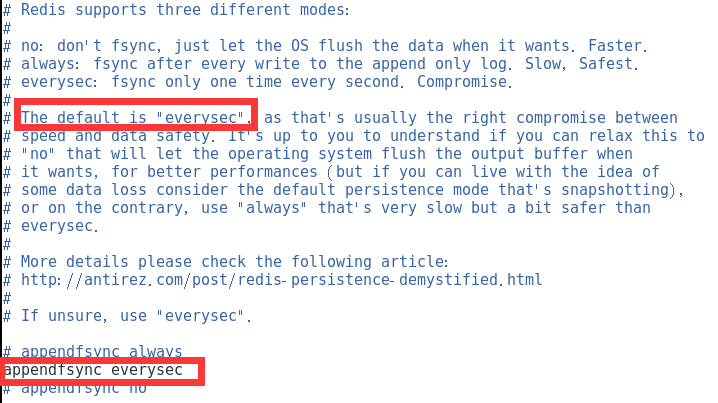 # Redis supports three different modes:
#
# no: don't fsync, just let the OS flush the data when it wants. Faster.
# always: fsync after every write to the append only log. Slow, Safest.
# everysec: fsync only one time every second. Compromise.
#
# The default is "everysec", as that's usually the right compromise between
# speed and data safety. It's up to you to understand if you can relax this to
# "no" that will let the operating system flush the output buffer when
# it wants, for better performances (but if you can live with the idea of
# some data loss consider the default persistence mode that's snapshotting),
# or on the contrary, use "always" that's very slow but a bit safer than
# everysec.
#
# More details please check the following article:
# http://antirez.com/post/redis-persistence-demystified.html
#
# If unsure, use "everysec".

# appendfsync always
appendfsync everysec
# appendfsync no